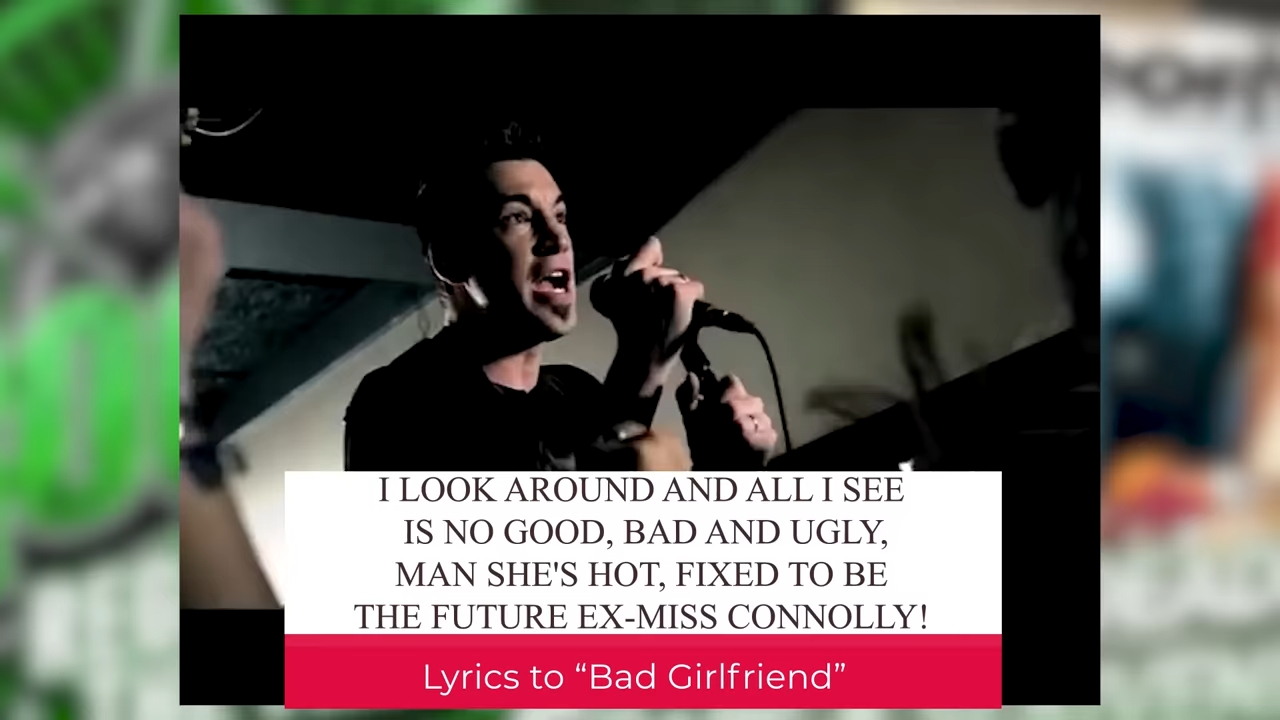 I LOOK AROUND AND ALL I SEE
IS NO GOOD, BAD AND UGLY,
MAN SHE'S HOT, FIXED TO BE
THE FUTURE EX-MISS CONNOLLY!
Lyrics to “Bad Girlfriend”